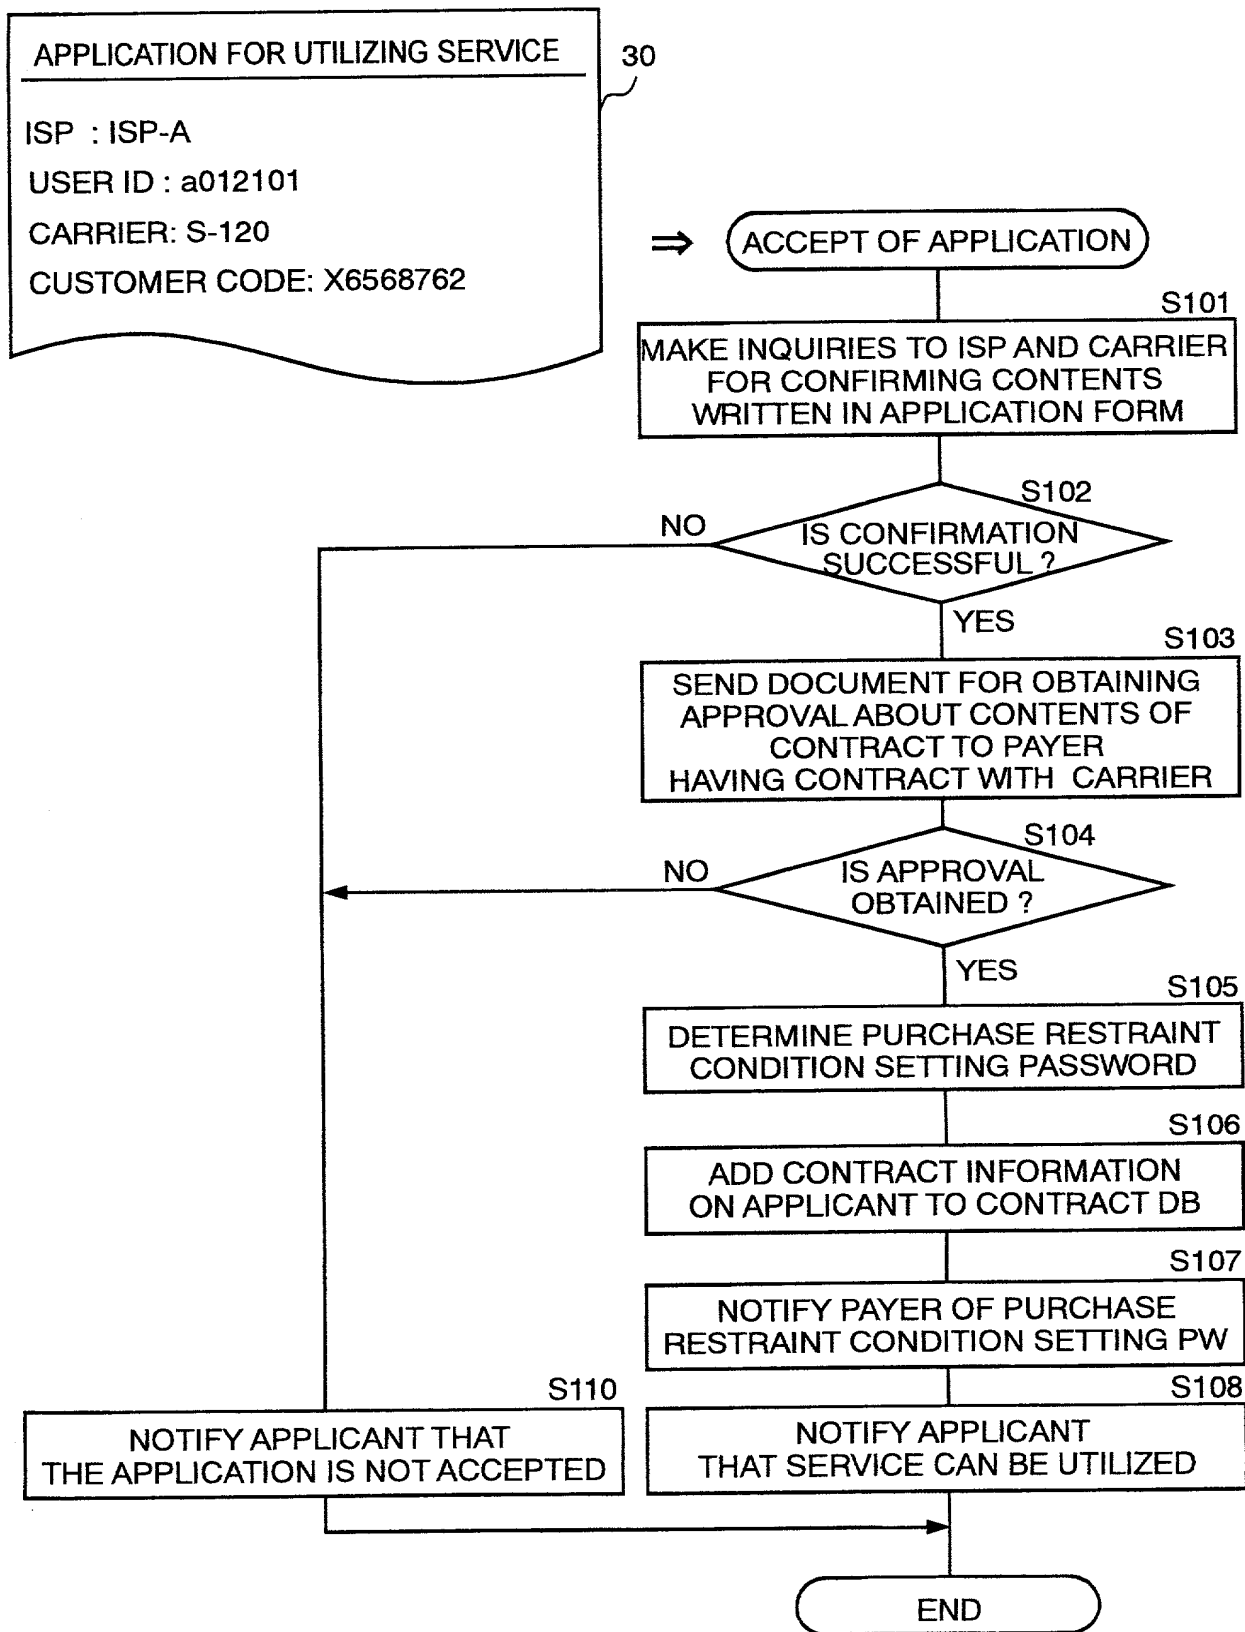 APPLICATION FOR UTILIZING SERVICE
30
ISP : ISP-A
USER ID : a012101
CARRIER: S-120
CUSTOMER CODE: X6568762
⇒ ACCEPT OF APPLICATION
S101
MAKE INQUIRIES TO ISP AND CARRIER
FOR CONFIRMING CONTENTS
WRITTEN IN APPLICATION FORM
S102
NO
IS CONFIRMATION
SUCCESSFUL ?
YES
S103
SEND DOCUMENT FOR OBTAINING
APPROVAL ABOUT CONTENTS OF
CONTRACT TO PAYER
HAVING CONTRACT WITH CARRIER
S104
NO
IS APPROVAL
OBTAINED ?
YES
S105
DETERMINE PURCHASE RESTRAINT
CONDITION SETTING PASSWORD
S106
ADD CONTRACT INFORMATION
ON APPLICANT TO CONTRACT DB
S107
NOTIFY PAYER OF PURCHASE
RESTRAINT CONDITION SETTING PW
S110
NOTIFY APPLICANT THAT
THE APPLICATION IS NOT ACCEPTED
S108
NOTIFY APPLICANT
THAT SERVICE CAN BE UTILIZED
END